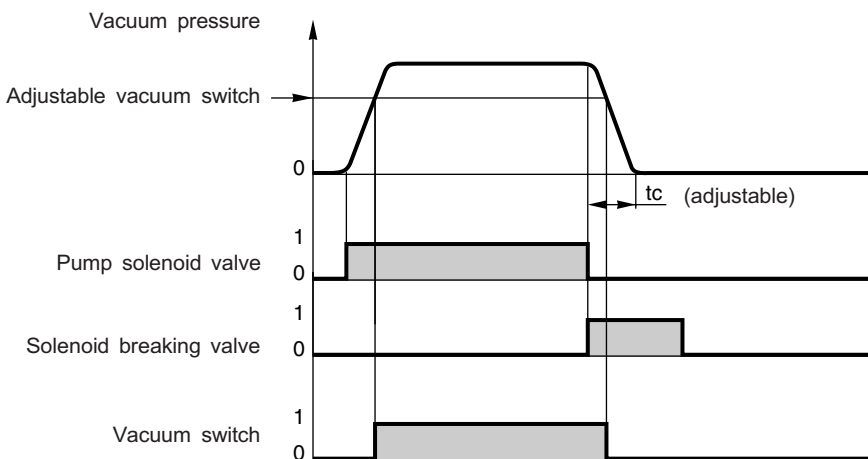 Vacuum pressure
Adjustable vacuum switch
0
tc (adjustable)
1
Pump solenoid valve
0
1
Solenoid breaking valve
0
1
Vacuum switch
0